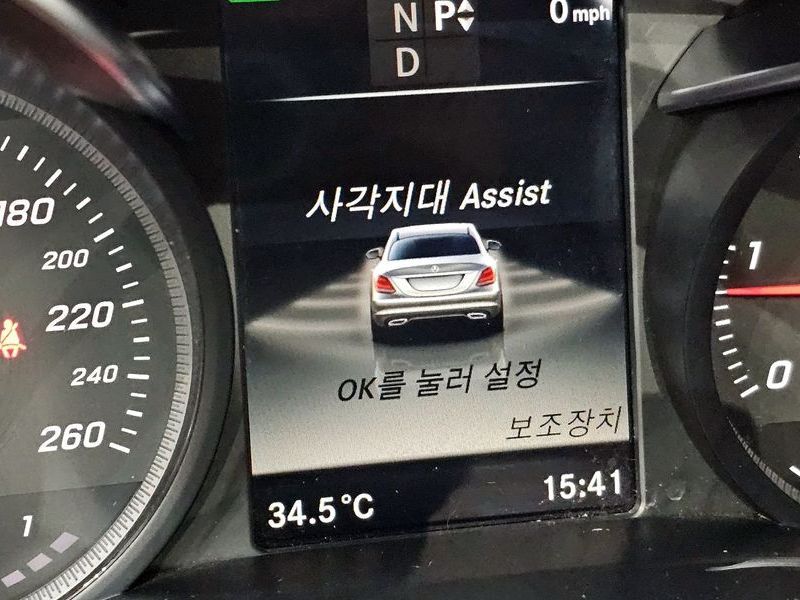 N P
0 mph
D
사각지대 Assist
OK를 눌러 설정
보조장치
34.5°C
15:41
180
200
220
240
260
1
1
0